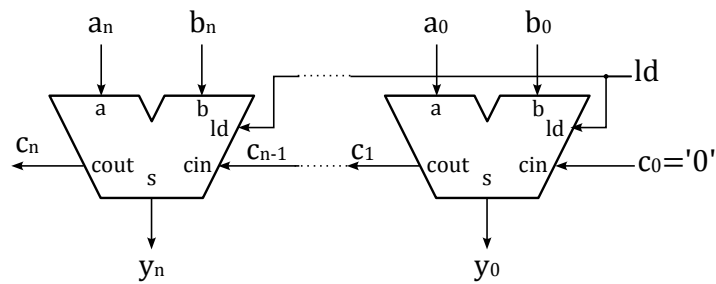 aₙ bₙ a₀ b₀
ld
a b a b
ld ld
cₙ cout cin cₙ₋₁ c₁ cout cin c₀='0'
s s
yₙ y₀